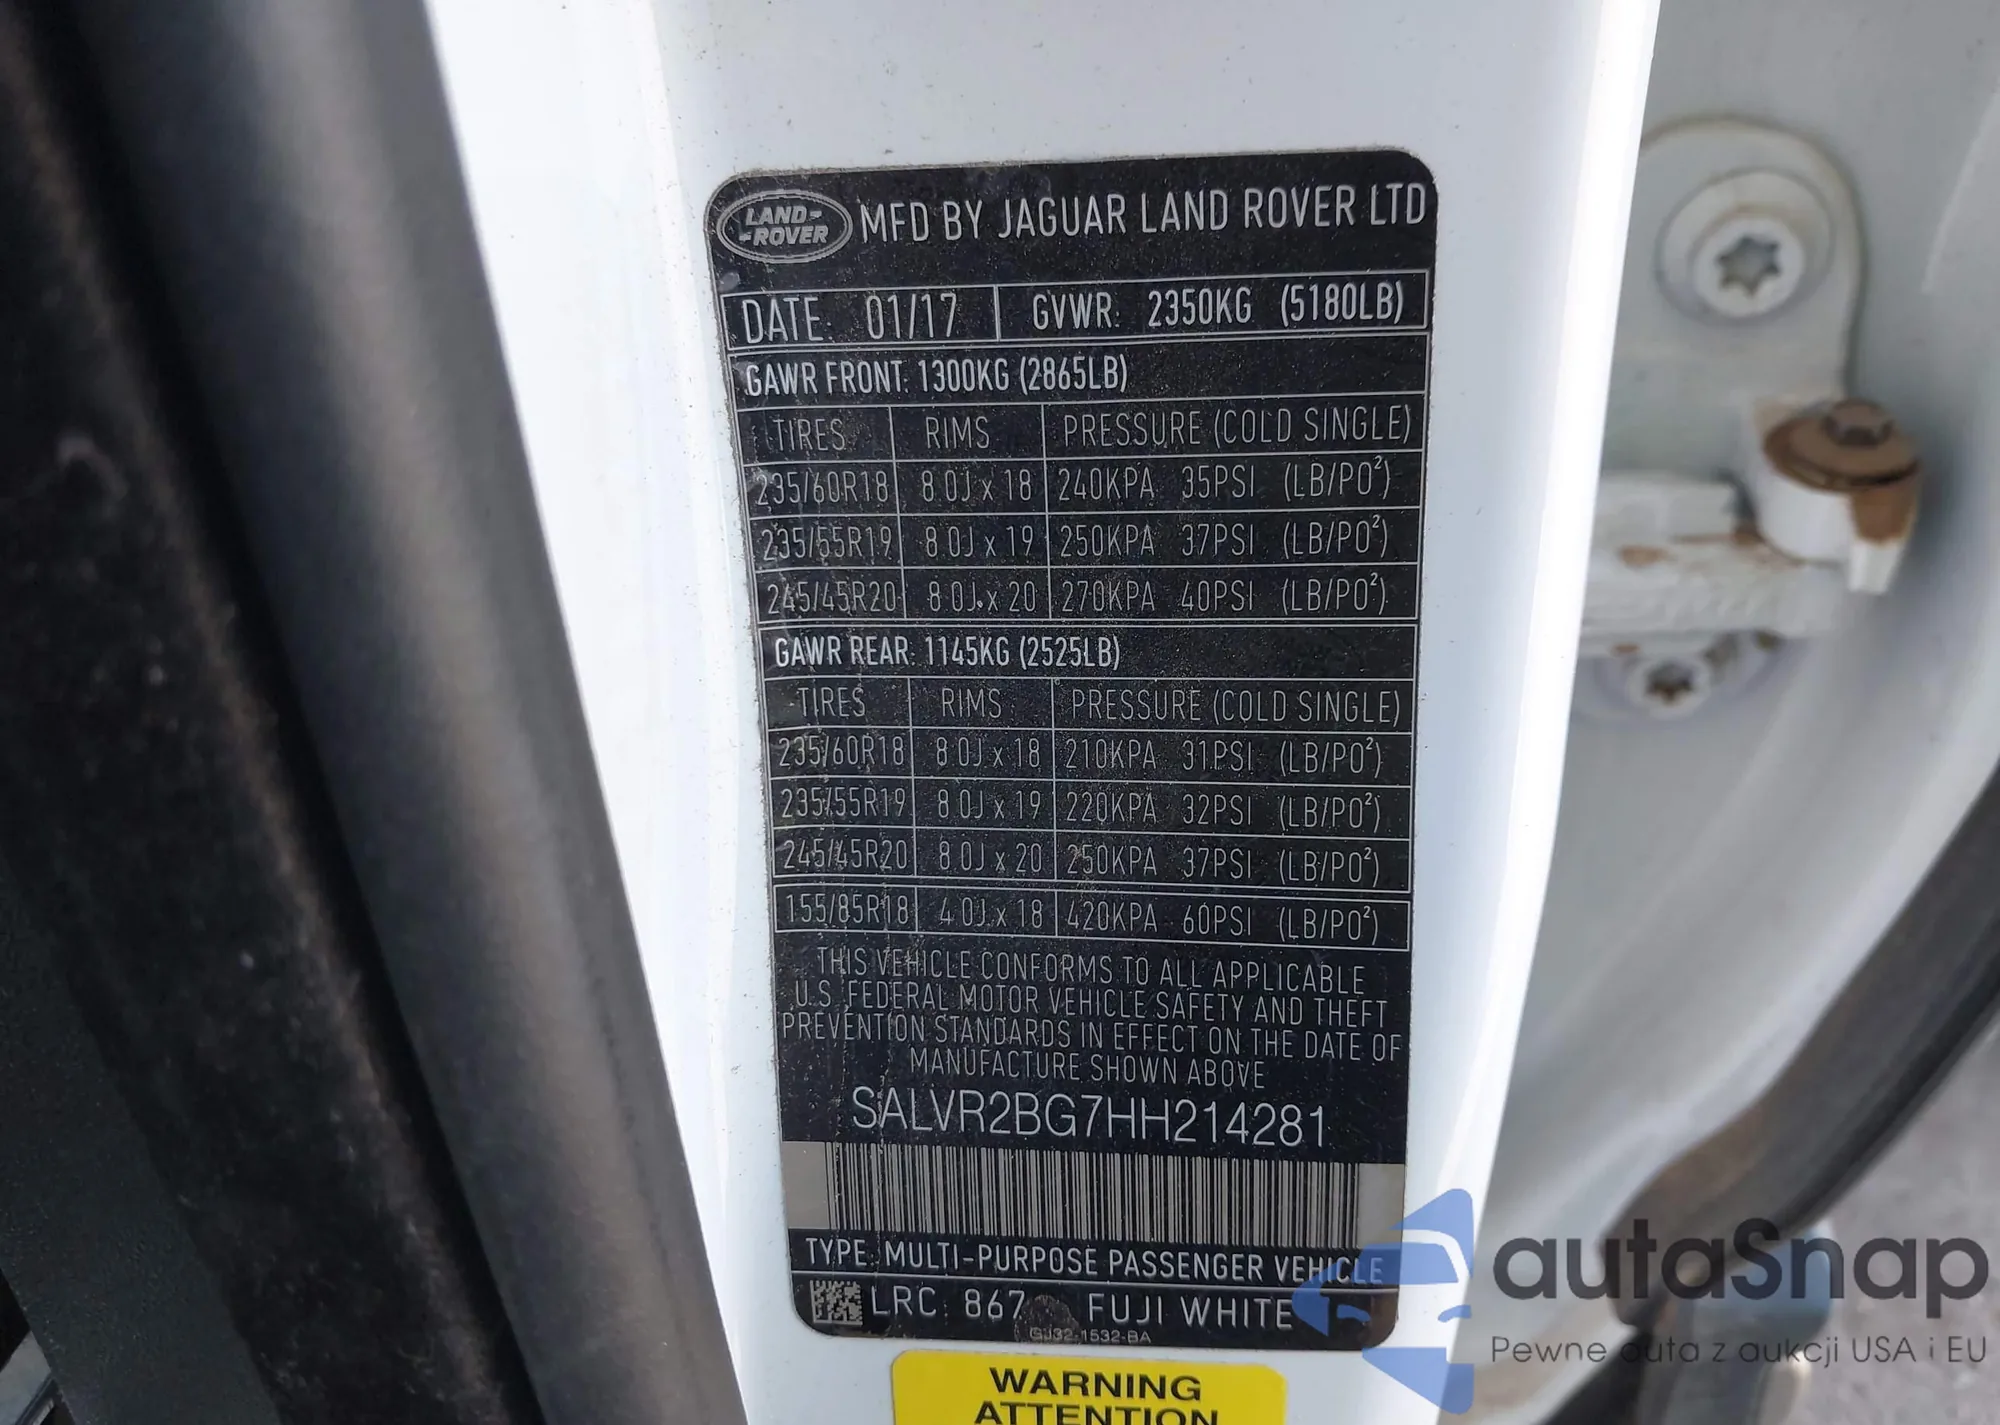 LAND-
-ROVER
MFD BY JAGUAR LAND ROVER LTD
DATE: 01/17 GVWR: 2350KG (5180LB)
GAWR FRONT: 1300KG (2865LB)
TIRES RIMS PRESSURE (COLD SINGLE)
235/60R18 8.0J x 18 240KPA 35PSI (LB/PO²)
235/55R19 8.0J x 19 250KPA 37PSI (LB/PO²)
245/45R20 8.0J x 20 270KPA 40PSI (LB/PO²)
GAWR REAR: 1145KG (2525LB)
TIRES RIMS PRESSURE (COLD SINGLE)
235/60R18 8.0J x 18 210KPA 31PSI (LB/PO²)
235/55R19 8.0J x 19 220KPA 32PSI (LB/PO²)
245/45R20 8.0J x 20 250KPA 37PSI (LB/PO²)
155/85R18 4.0J x 18 420KPA 60PSI (LB/PO²)
THIS VEHICLE CONFORMS TO ALL APPLICABLE
U.S. FEDERAL MOTOR VEHICLE SAFETY AND THEFT
PREVENTION STANDARDS IN EFFECT ON THE DATE OF
MANUFACTURE SHOWN ABOVE
SALVR2BG7HH214281
TYPE: MULTI-PURPOSE PASSENGER VEHICLE
LRC: 867 FUJI WHITE
GJ32-1532-BA
WARNING
ATTENTION
autaSnap
Pewne auta z aukcji USA i EU